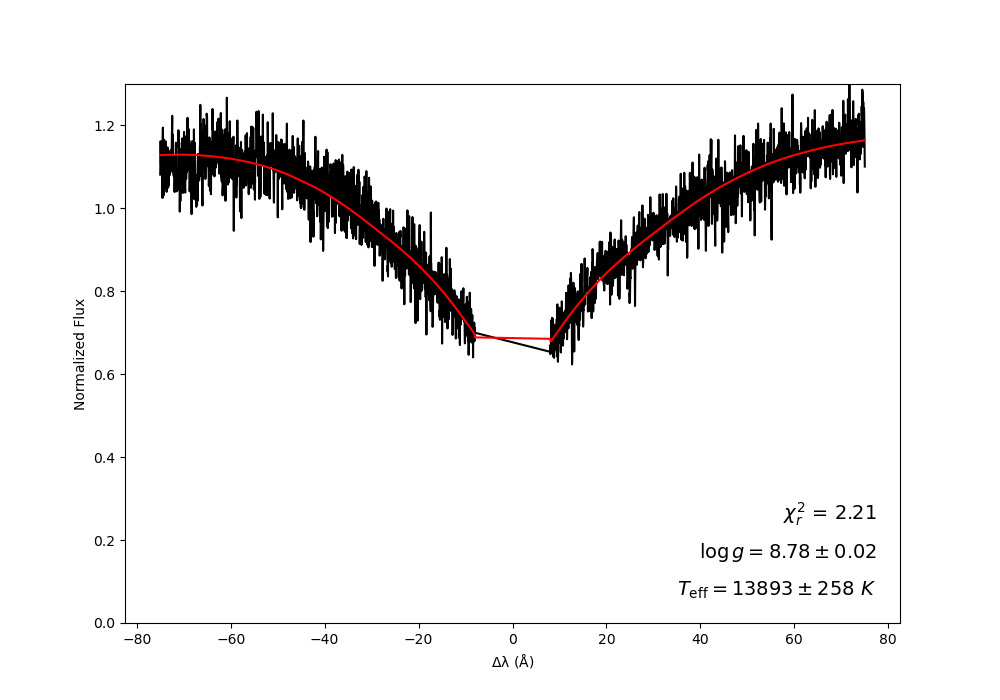 1.2
1.0
0.8
0.6
0.4
0.2
0.0
Normalized Flux
χ²ᵣ = 2.21
log g = 8.78 ± 0.02
T_eff = 13893 ± 258 K
−80 −60 −40 −20 0 20 40 60 80
Δλ (Å)